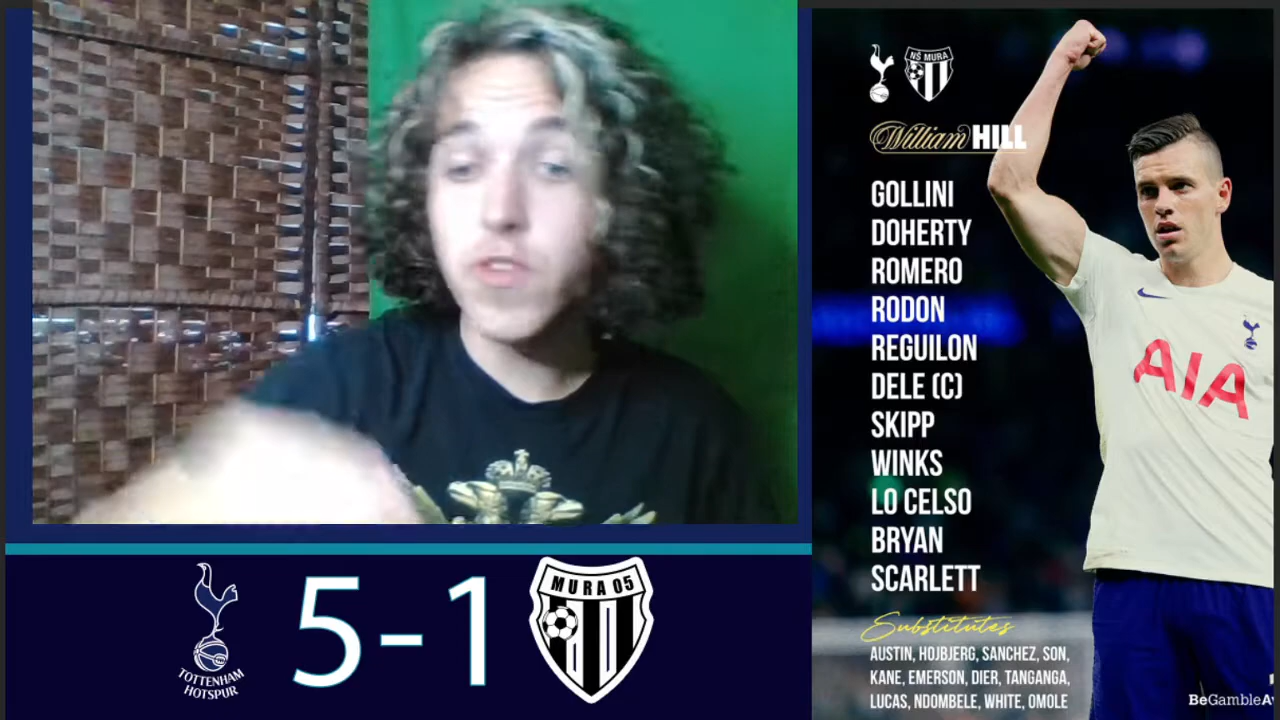 NŠ MURA
William HILL
GOLLINI
DOHERTY
ROMERO
RODON
REGUILON
DELE (C)
SKIPP
WINKS
LO CELSO
BRYAN
SCARLETT
Substitutes
AUSTIN, HOJBJERG, SANCHEZ, SON,
KANE, EMERSON, DIER, TANGANGA,
LUCAS, NDOMBELE, WHITE, OMOLE
AIA
BeGambleA
TOTTENHAM
HOTSPUR
5-1
MURA 05